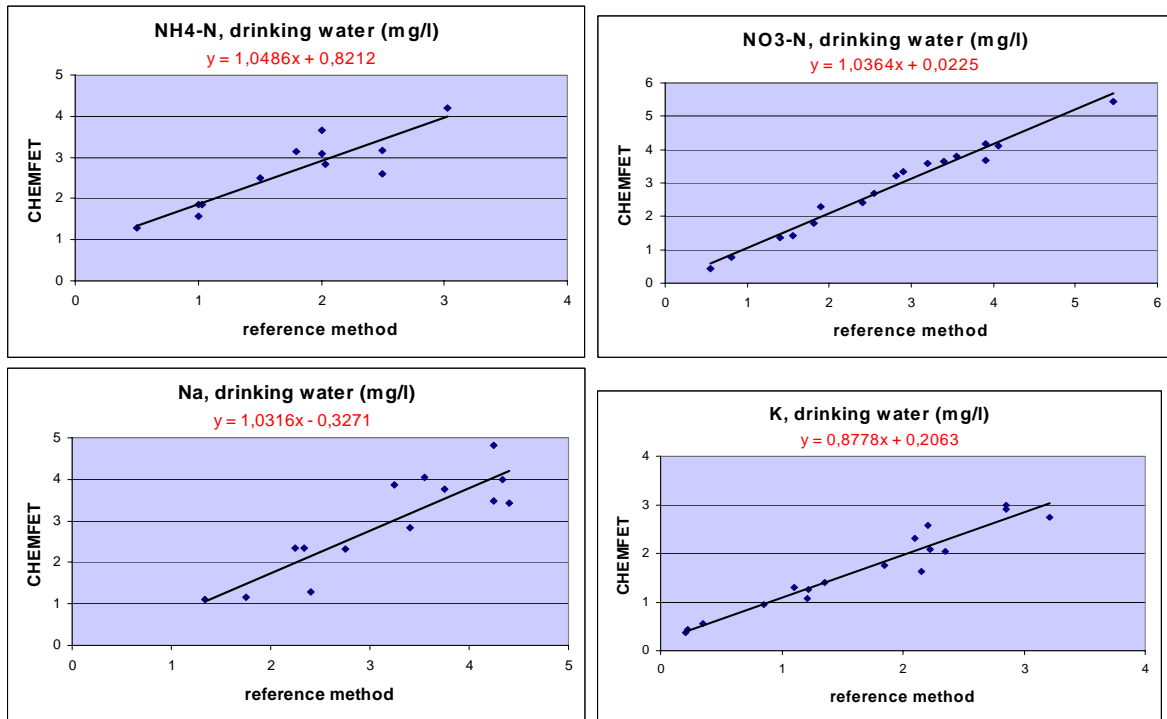 NH4-N, drinking water (mg/l)
y = 1,0486x + 0,8212
CHEMFET
5
4
3
2
1
0
0 1 2 3 4
reference method
NO3-N, drinking water (mg/l)
y = 1,0364x + 0,0225
CHEMFET
6
5
4
3
2
1
0
0 1 2 3 4 5 6
reference method
Na, drinking water (mg/l)
y = 1,0316x - 0,3271
CHEMFET
5
4
3
2
1
0
0 1 2 3 4 5
reference method
K, drinking water (mg/l)
y = 0,8778x + 0,2063
CHEMFET
4
3
2
1
0
0 1 2 3 4
reference method